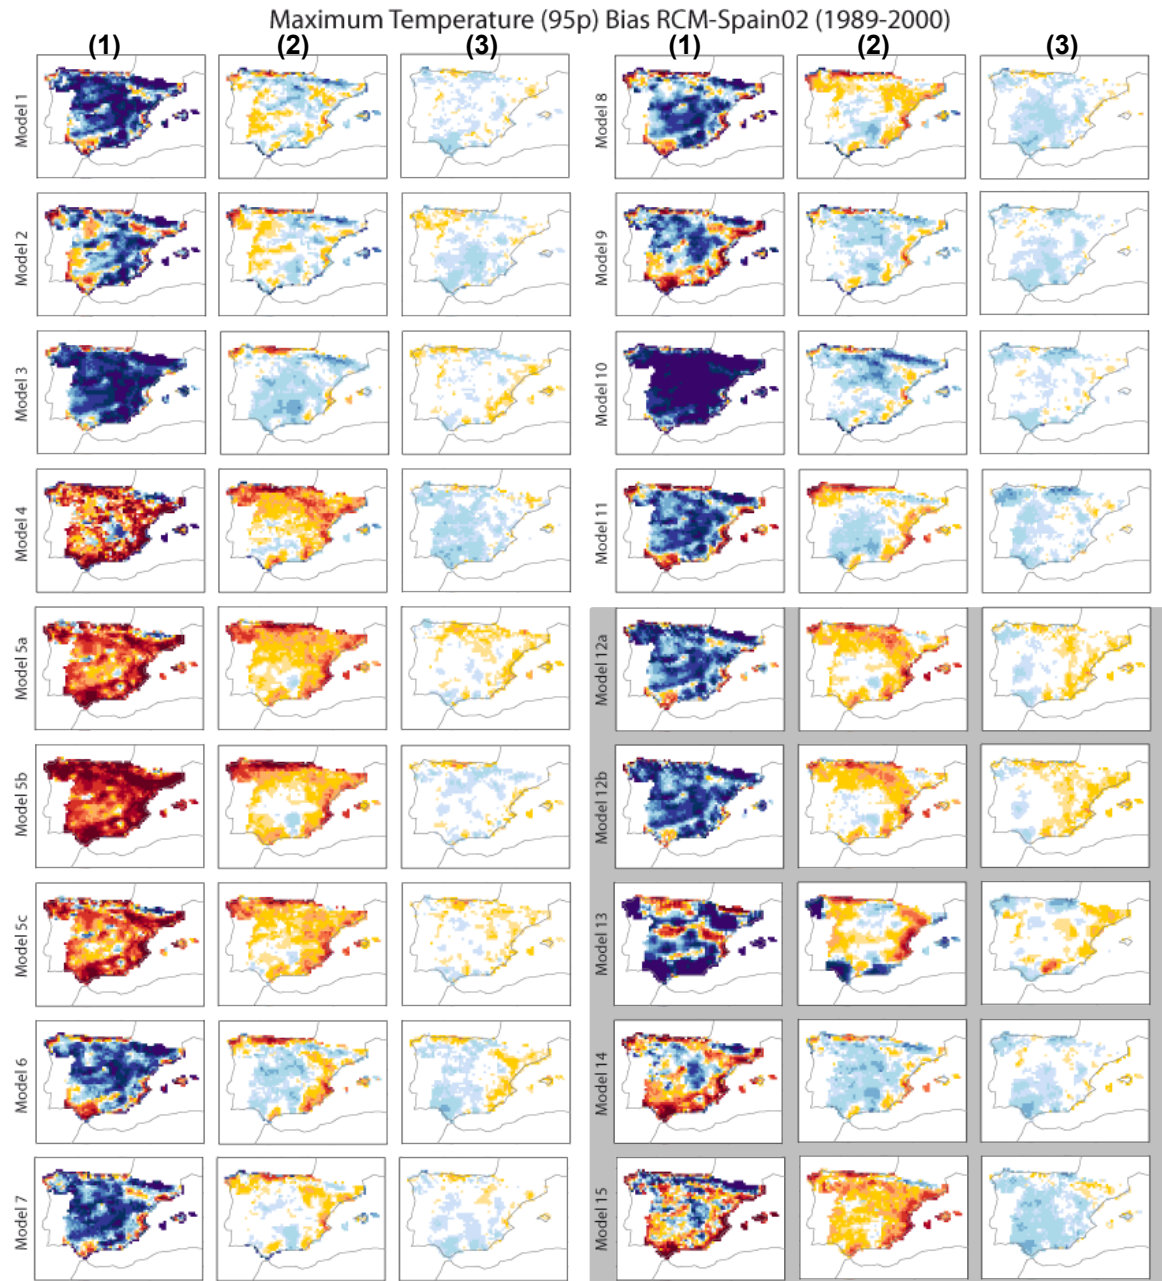 Maximum Temperature (95p) Bias RCM-Spain02 (1989-2000)
(1) (2) (3) (1) (2) (3)
Model 1
Model 8
Model 2
Model 9
Model 3
Model 10
Model 4
Model 11
Model 5a
Model 12a
Model 5b
Model 12b
Model 5c
Model 13
Model 6
Model 14
Model 7
Model 15